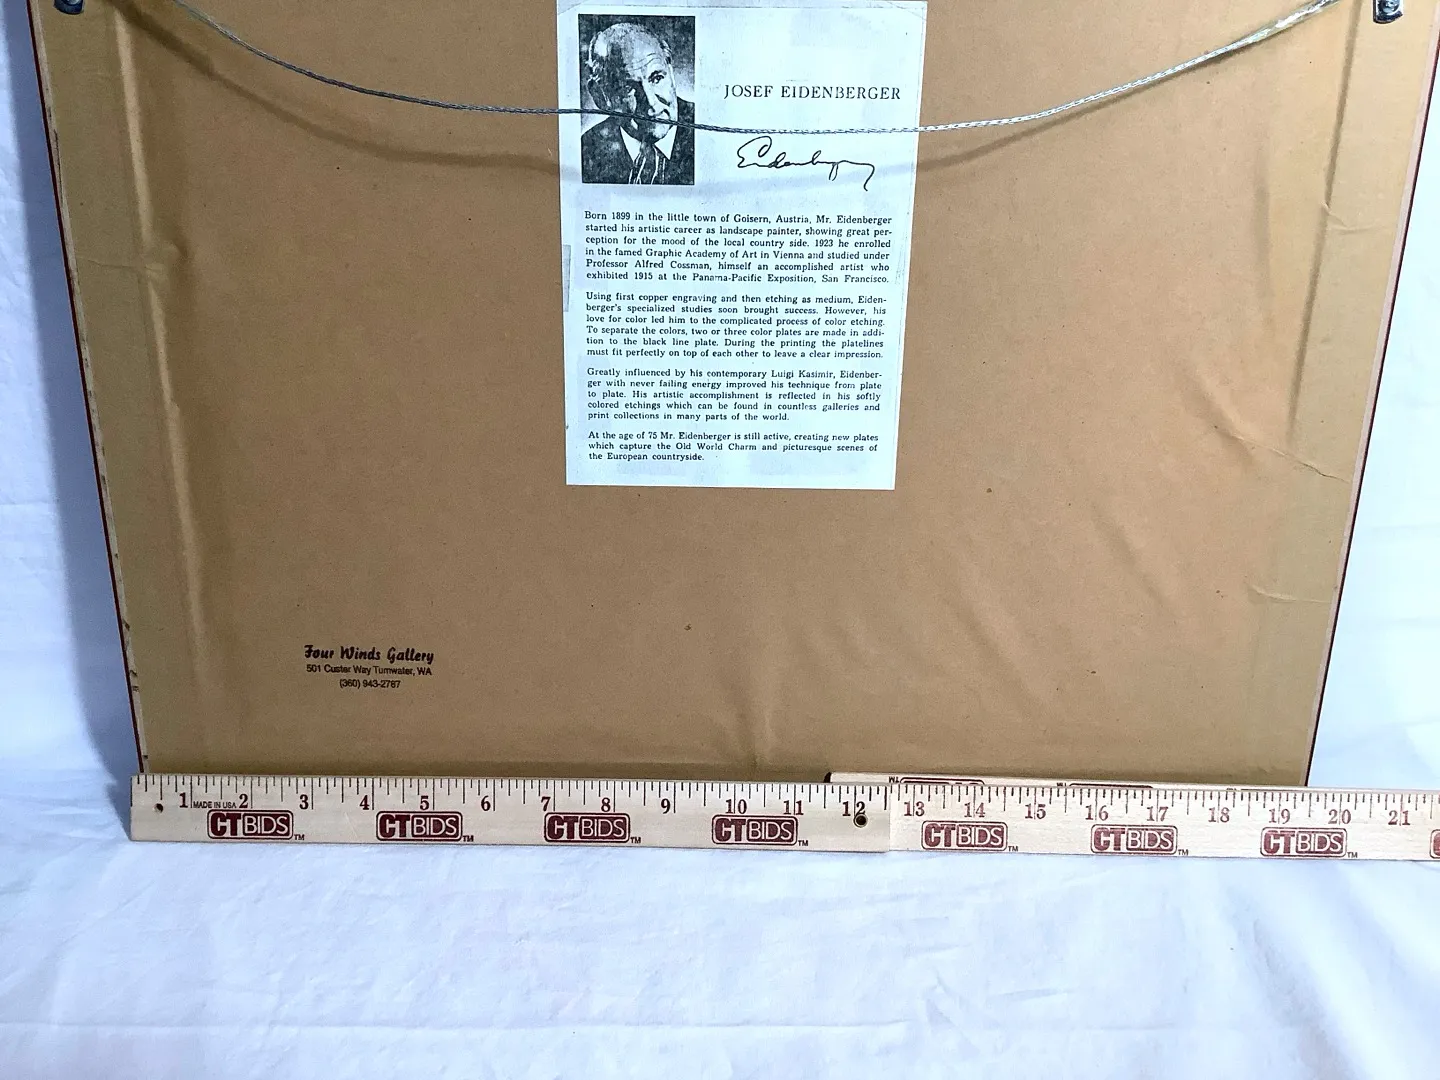 JOSEF EIDENBERGER
Eidenberger
Born 1899 in the little town of Goisern, Austria, Mr. Eidenberger
started his artistic career as landscape painter, showing great per-
ception for the mood of the local country side. 1923 he enrolled
in the famed Graphic Academy of Art in Vienna and studied under
Professor Alfred Cossman, himself an accomplished artist who
exhibited 1915 at the Panama-Pacific Exposition, San Francisco.
Using first copper engraving and then etching as medium, Eiden-
berger's specialized studies soon brought success. However, his
love for color led him to the complicated process of color etching.
To separate the colors, two or three color plates are made in addi-
tion to the black line plate. During the printing the platelines
must fit perfectly on top of each other to leave a clear impression.
Greatly influenced by his contemporary Luigi Kasimir, Eidenber-
ger with never failing energy improved his technique from plate
to plate. His artistic accomplishment is reflected in his softly
colored etchings which can be found in countless galleries and
print collections in many parts of the world.
At the age of 75 Mr. Eidenberger is still active, creating new plates
which capture the Old World Charm and picturesque scenes of
the European countryside.
Four Winds Gallery
501 Custer Way Tumwater, WA
(360) 943-2787
1 MADE IN USA 2 3 4 5 6 7 8 9 10 11 12 13 14 15 16 17 18 19 20 21
CTBIDS™ CTBIDS™ CTBIDS™ CTBIDS™ CTBIDS™ CTBIDS™ CTBIDS™